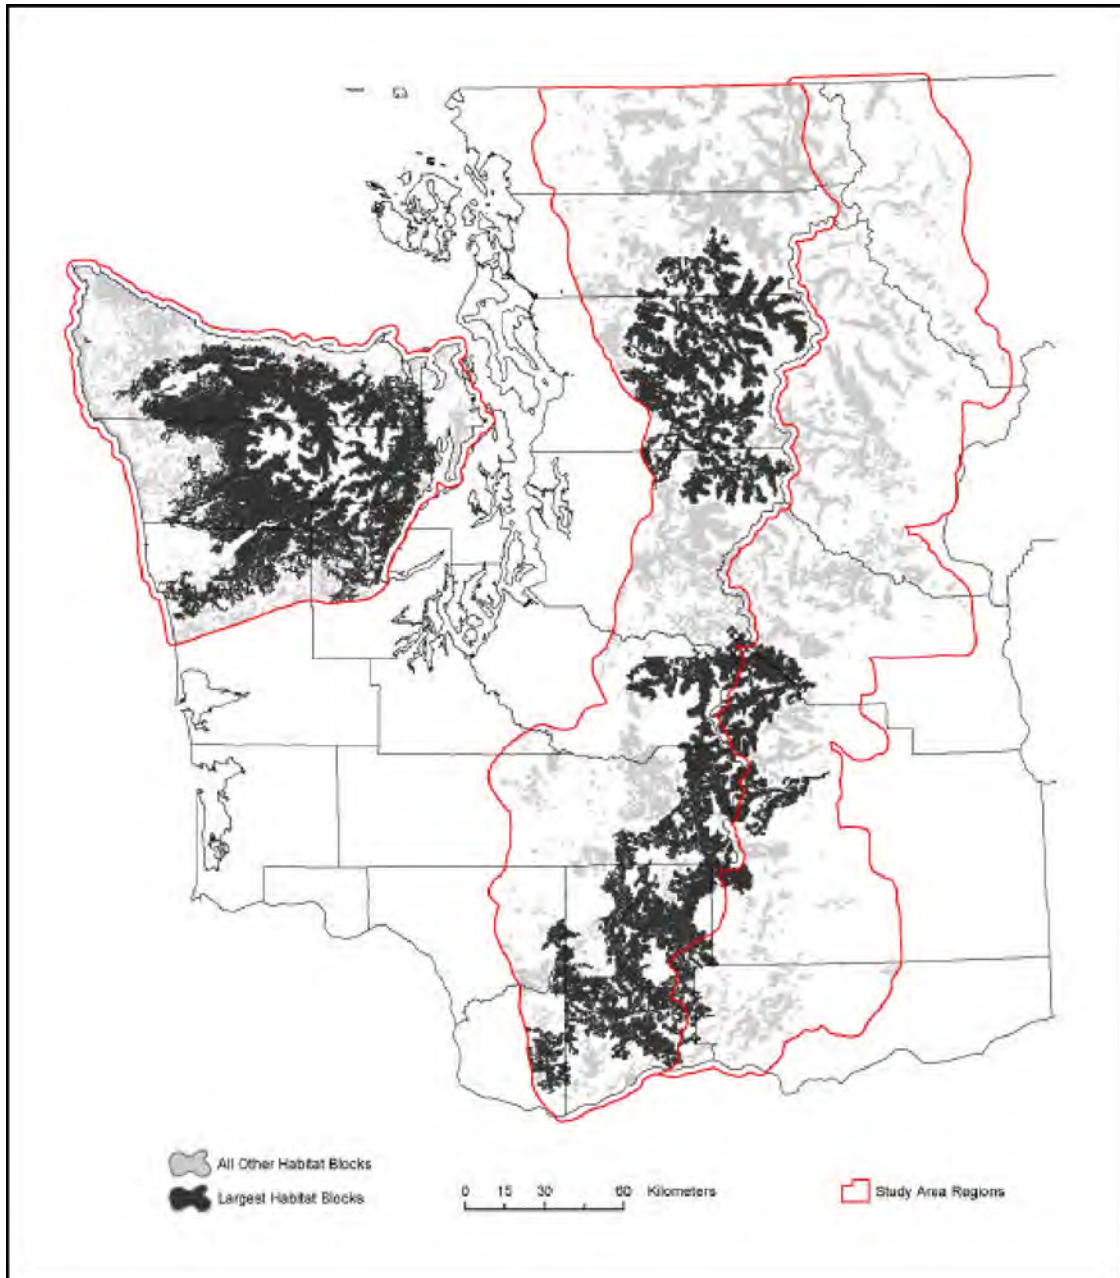 All Other Habitat Blocks
Largest Habitat Blocks
0 15 30 60 Kilometers
Study Area Regions